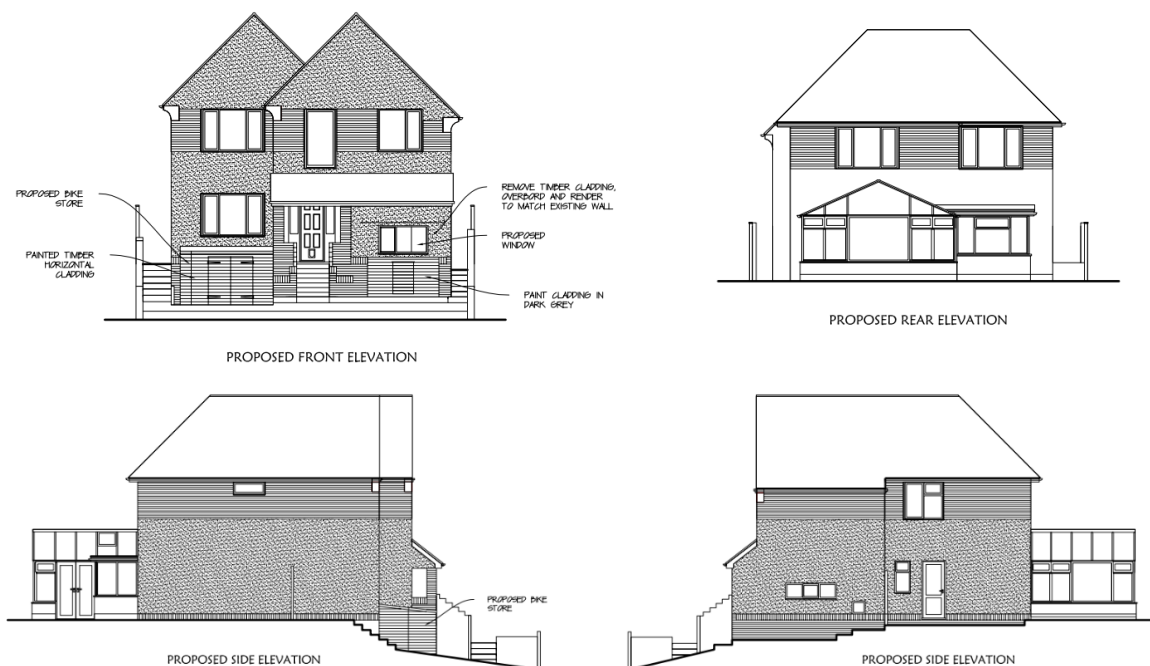 PROPOSED BIKE
STORE
PAINTED TIMBER
HORIZONTAL
CLADDING
REMOVE TIMBER CLADDING,
OVERBORD AND RENDER
TO MATCH EXISTING WALL
PROPOSED
WINDOW
PAINT CLADDING IN
DARK GREY
PROPOSED FRONT ELEVATION
PROPOSED REAR ELEVATION
PROPOSED BIKE
STORE
PROPOSED SIDE ELEVATION
PROPOSED SIDE ELEVATION